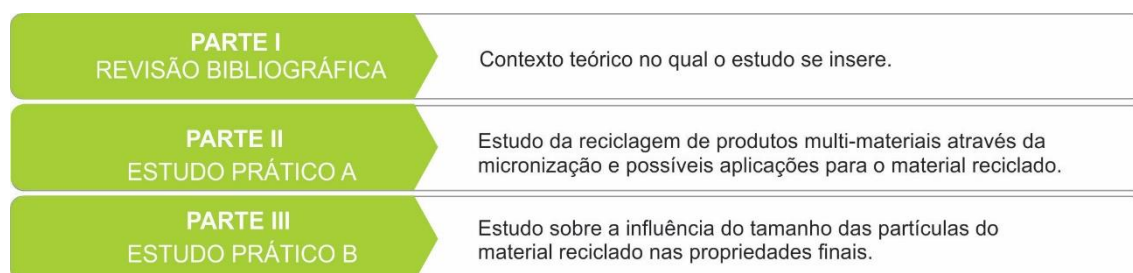 PARTE I
REVISÃO BIBLIOGRÁFICA
Contexto teórico no qual o estudo se insere.
PARTE II
ESTUDO PRÁTICO A
Estudo da reciclagem de produtos multi-materiais através da
micronização e possíveis aplicações para o material reciclado.
PARTE III
ESTUDO PRÁTICO B
Estudo sobre a influência do tamanho das partículas do
material reciclado nas propriedades finais.